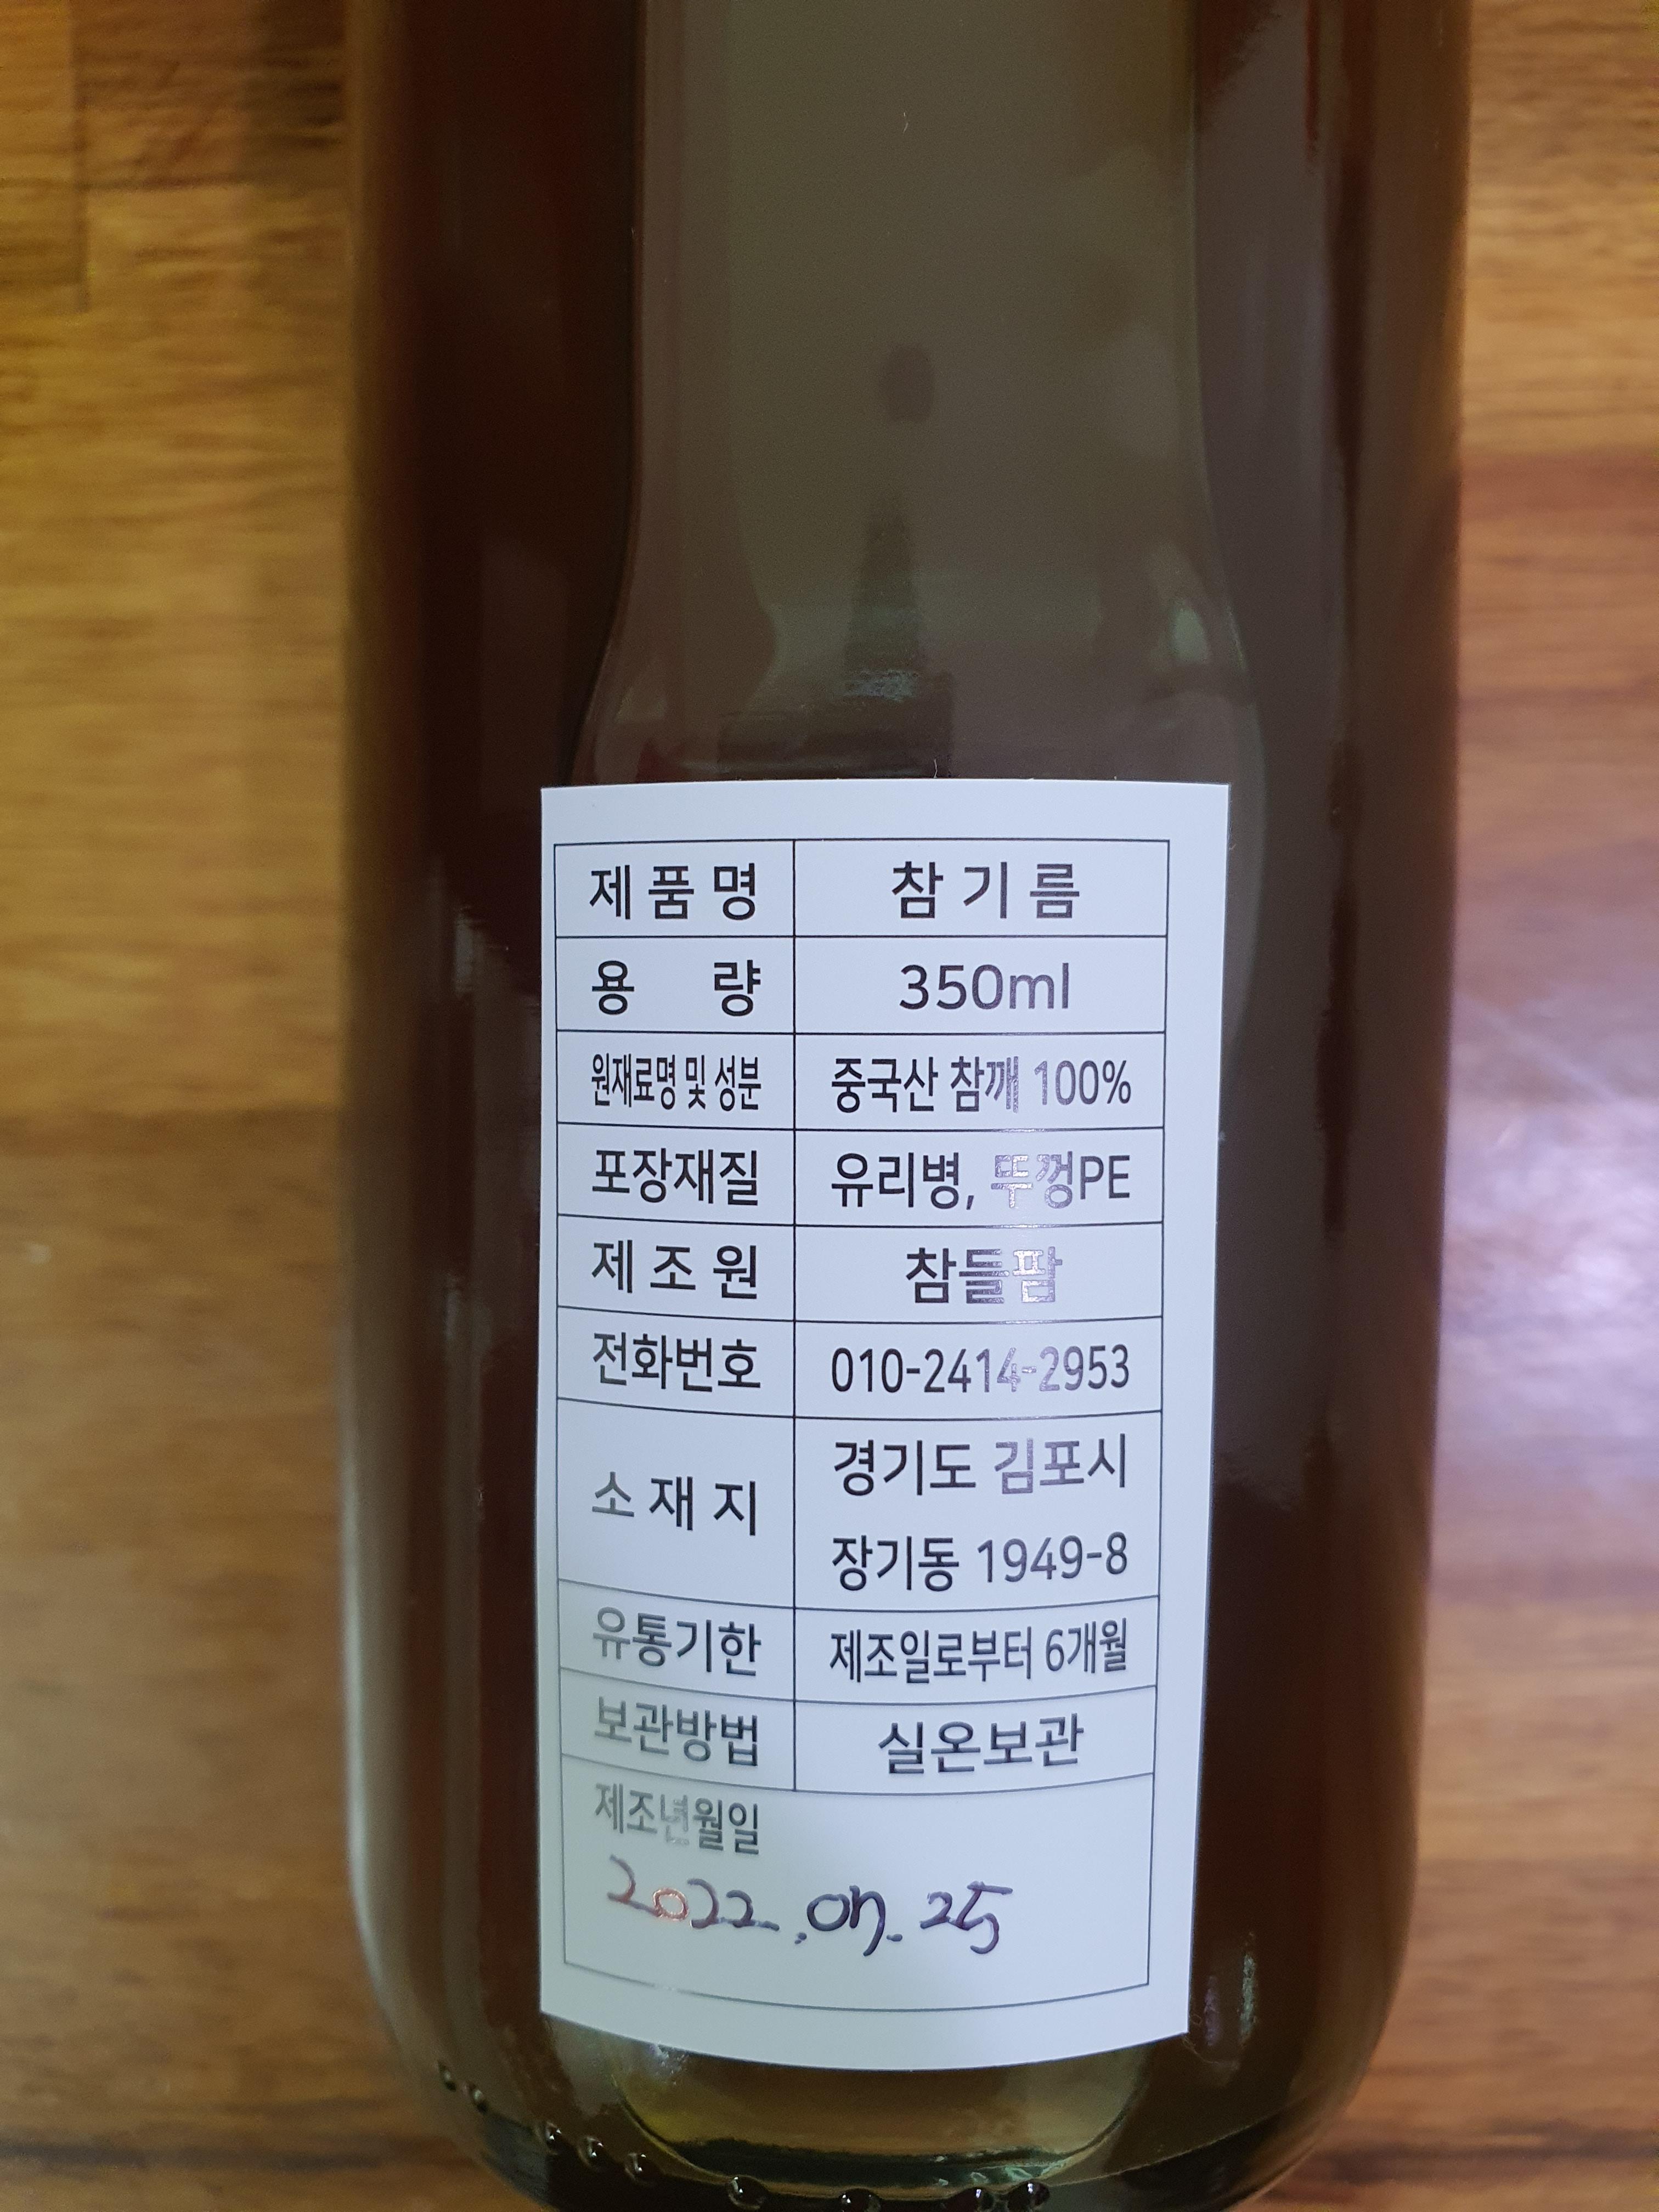 제품명 참기름
용량 350ml
원재료명 및 성분 중국산 참깨 100%
포장재질 유리병, 뚜껑PE
제조원 참들팜
전화번호 010-2414-2953
소재지 경기도 김포시
장기동 1949-8
유통기한 제조일로부터 6개월
보관방법 실온보관
제조년월일
2022.07.25